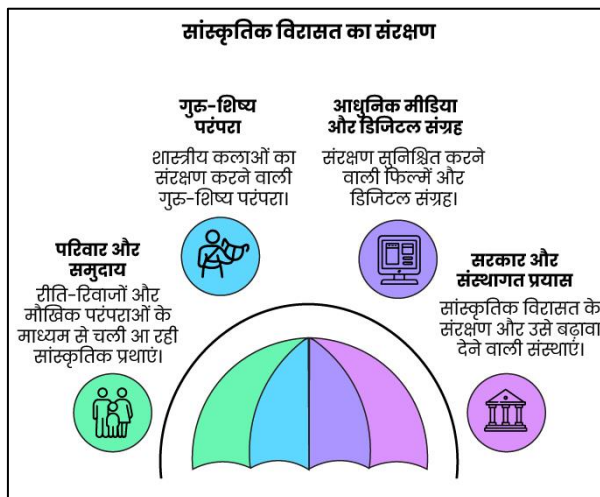 सांस्कृतिक विरासत का संरक्षण
गुरु-शिष्य
परंपरा
शास्त्रीय कलाओं का
संरक्षण करने वाली
गुरु-शिष्य परंपरा।
आधुनिक मीडिया
और डिजिटल संग्रह
संरक्षण सुनिश्चित करने
वाली फिल्में और
डिजिटल संग्रह।
परिवार और
समुदाय
रीति-रिवाजों और
मौखिक परंपराओं के
माध्यम से चली आ रही
सांस्कृतिक प्रथाएं।
सरकार और
संस्थागत प्रयास
सांस्कृतिक विरासत के
संरक्षण और उसे बढ़ावा
देने वाली संस्थाएं।